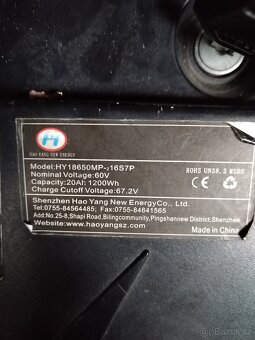 HAO YANG NEW ENERGY
Model:HY18650MP--16S7P
Nominal Voltage:60V
Capacity:20AI: 1200Wh
Charge Cutoff Voltage:67.2V
ROHS UN38.3 MSDS
Shenzhen Hao Yang New EnergyCo., Ltd.
Tel:0755-84564485; Fax:0755-84641565
Add:No.25-8,Shapi Road,Bilingcommunity,Pingshannew District,Shenzhen
Website:www.haoyangsz.com
Made in China